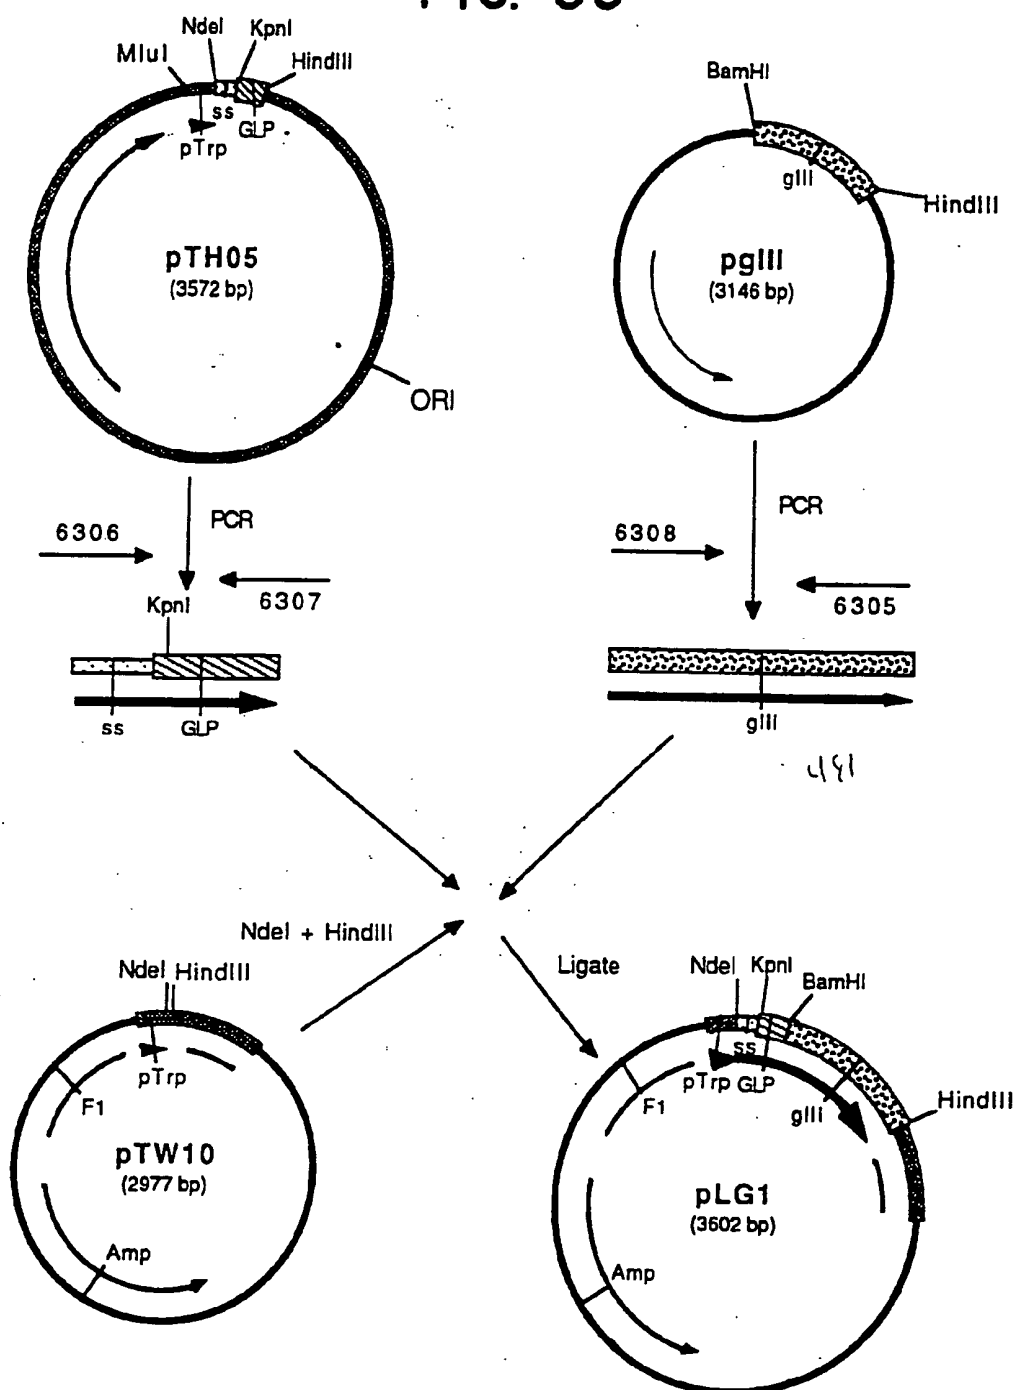 NdeI KpnI
MluI HindIII
ss
GLP
pTrp
pTH05
(3572 bp)
ORI
BamHI
gIII
HindIII
pgIII
(3146 bp)
PCR
6306
6307
KpnI
ss GLP
PCR
6308
6305
gIII
NdeI + HindIII
Ligate
NdeI HindIII
pTrp
F1
pTW10
(2977 bp)
Amp
NdeI KpnI
BamHI
ss
pTrp GLP
F1
gIII
HindIII
pLG1
(3602 bp)
Amp